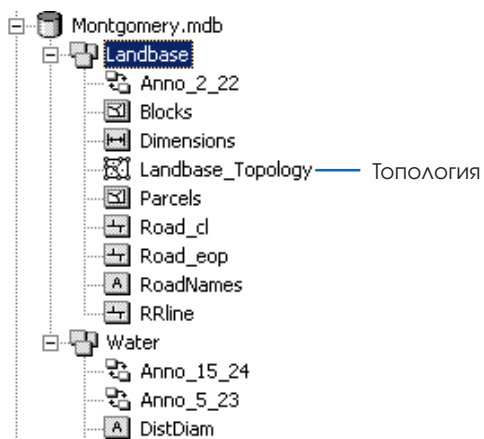 Montgomery.mdb
Landbase
Anno_2_22
Blocks
Dimensions
Landbase_Topology Топология
Parcels
Road_cl
Road_eop
A RoadNames
RRline
Water
Anno_15_24
Anno_5_23
A DistDiam